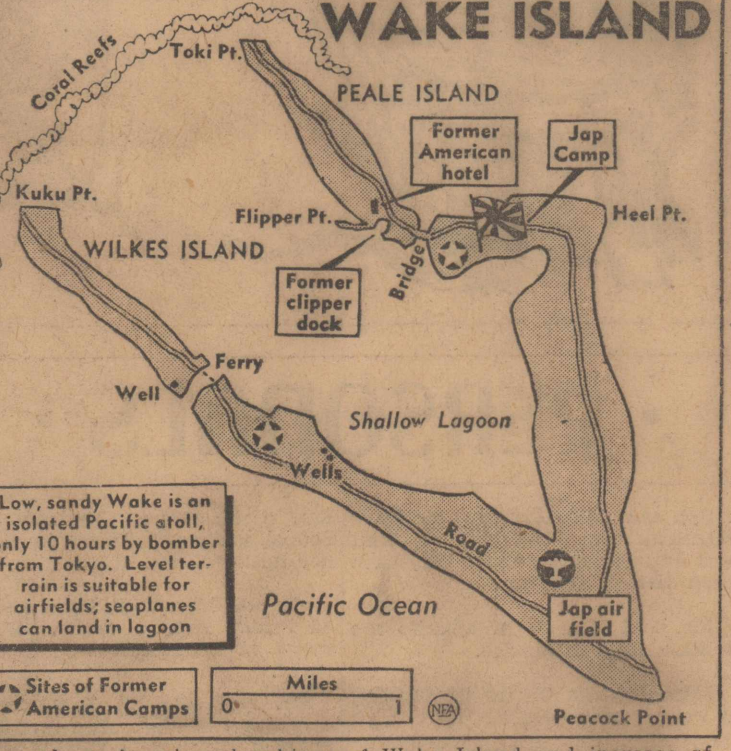 WAKE ISLAND
Coral Reefs
Toki Pt.
PEALE ISLAND
Former
American
hotel
Jap
Camp
Kuku Pt.
Flipper Pt.
Heel Pt.
WILKES ISLAND
Bridge
Former
clipper
dock
Ferry
Well
Shallow Lagoon
Wells
Road
Low, sandy Wake is an
isolated Pacific atoll,
only 10 hours by bomber
from Tokyo. Level ter-
rain is suitable for
airfields; seaplanes
can land in lagoon
Pacific Ocean
Jap air
field
Sites of Former
American Camps
Miles
0 1
NEA
Peacock Point